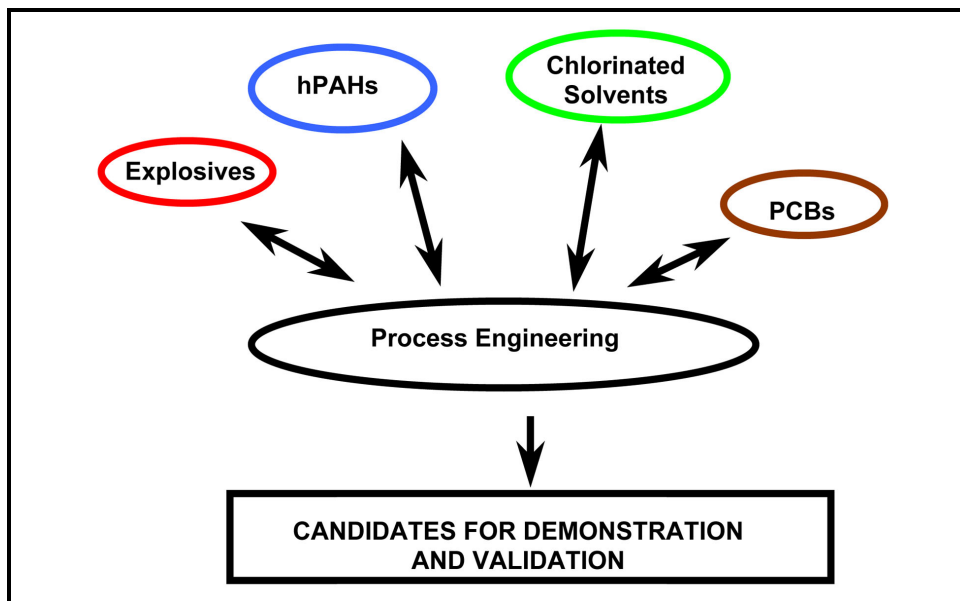 hPAHs
Chlorinated
Solvents
Explosives
PCBs
Process Engineering
CANDIDATES FOR DEMONSTRATION
AND VALIDATION